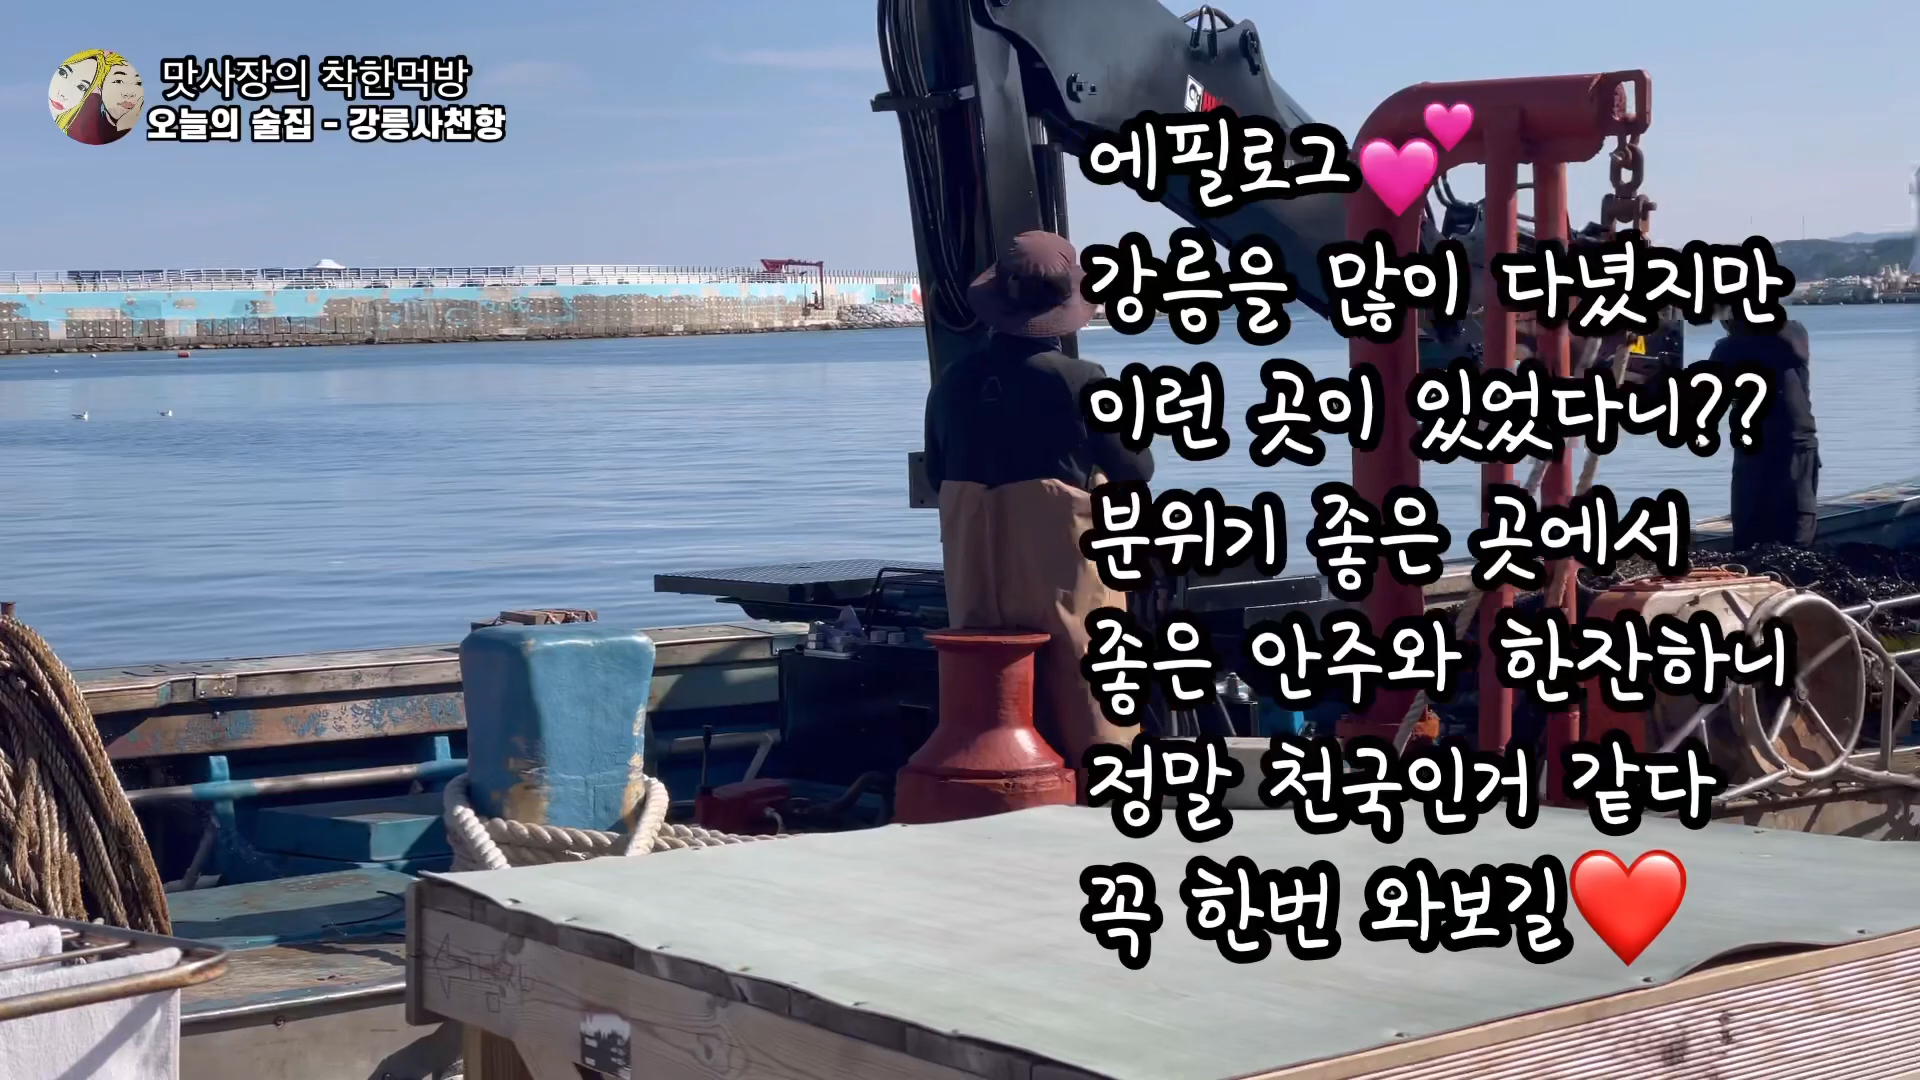 맛사장의 착한먹방
오늘의 술집 - 강릉사천항
에필로그💕
강릉을 많이 다녔지만
이런 곳이 있었다니??
분위기 좋은 곳에서
좋은 안주와 한잔하니
정말 천국인거 같다
꼭 한번 와보길❤️